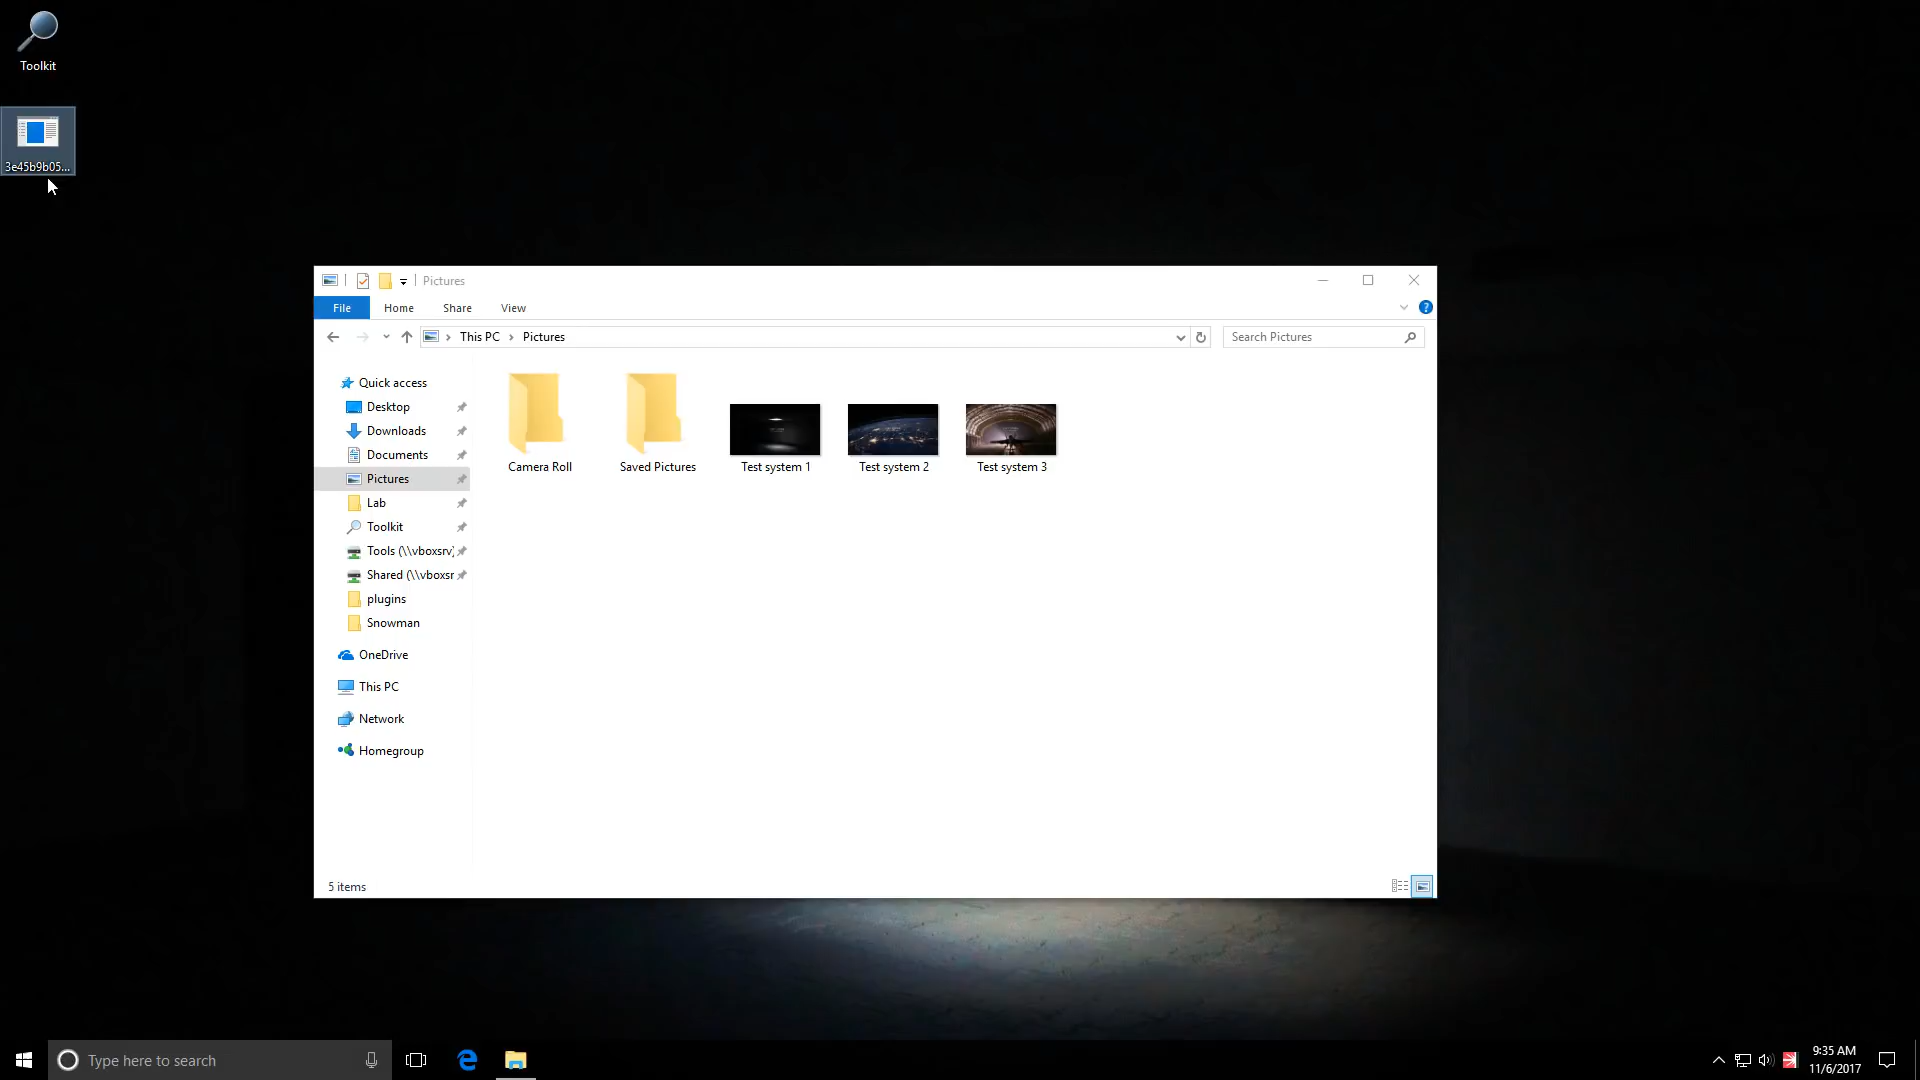 Toolkit
3e45b9b05...
Pictures
File
Home
Share
View
?
This PC
Pictures
Search Pictures
Quick access
Desktop
Downloads
Documents
Pictures
Lab
Toolkit
Tools (\\vboxsrv)
Shared (\\vboxsr
plugins
Snowman
OneDrive
This PC
Network
Homegroup
Camera Roll
Saved Pictures
Test system 1
Test system 2
Test system 3
5 items
Type here to search
9:35 AM
11/6/2017